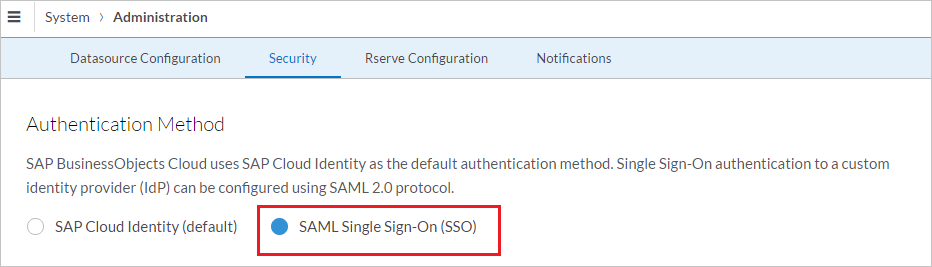 System > Administration
Datasource Configuration Security Rserve Configuration Notifications
Authentication Method
SAP BusinessObjects Cloud uses SAP Cloud Identity as the default authentication method. Single Sign-On authentication to a custom
identity provider (IdP) can be configured using SAML 2.0 protocol.
SAP Cloud Identity (default) SAML Single Sign-On (SSO)